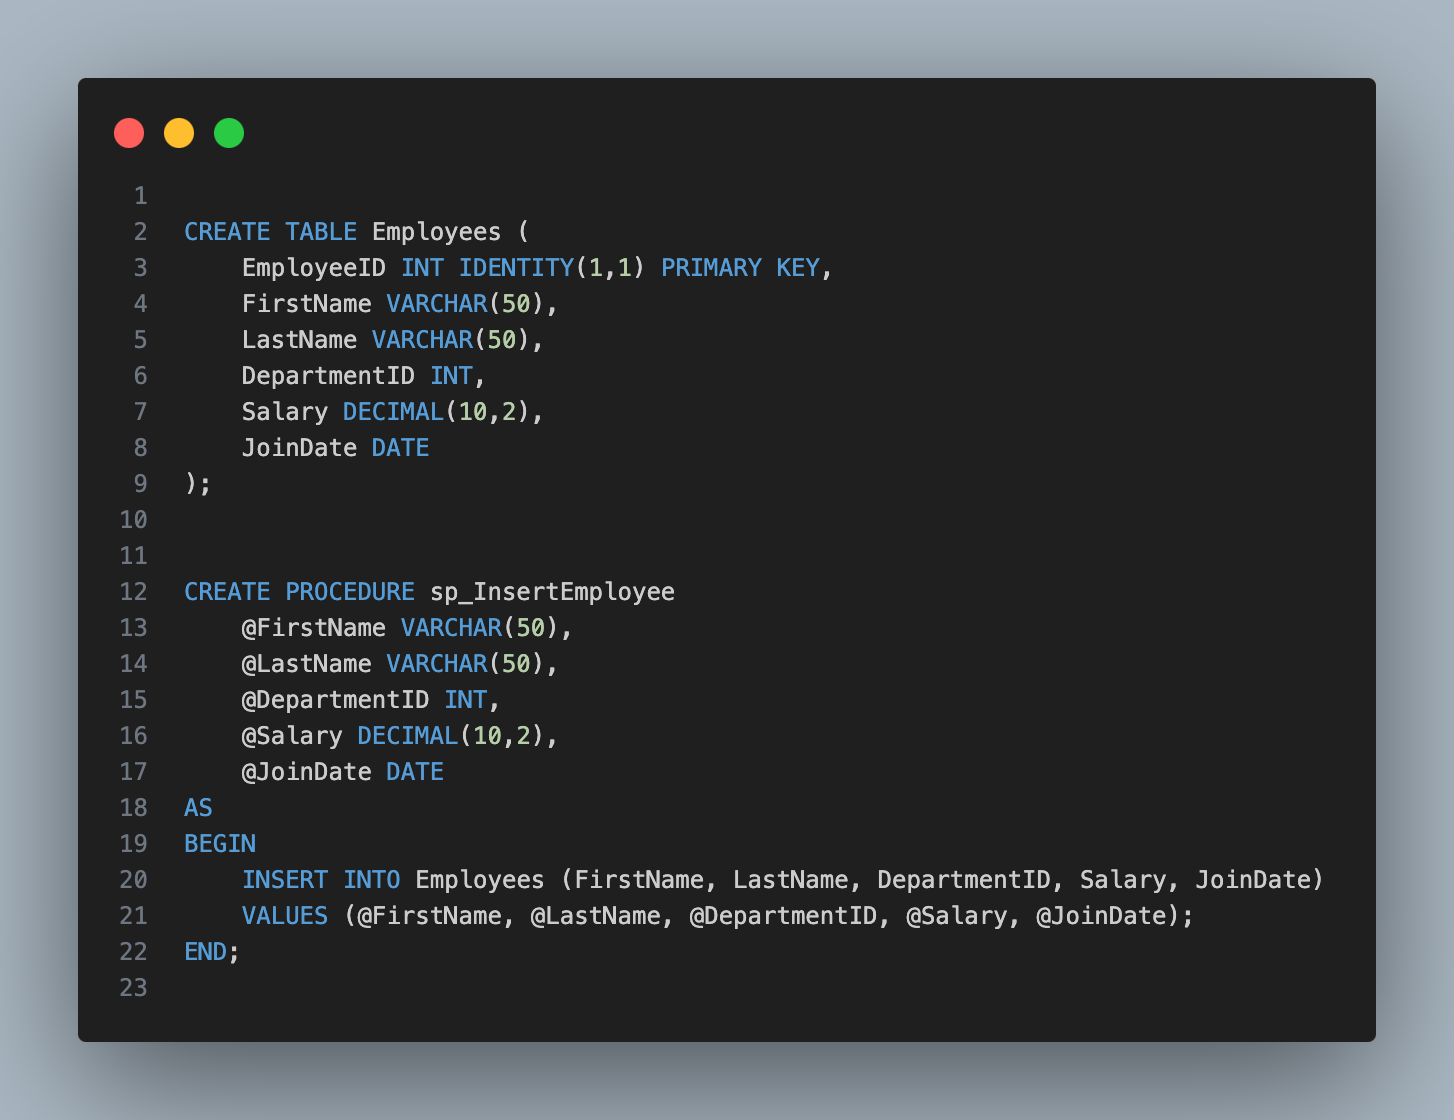 1
2 CREATE TABLE Employees (
3     EmployeeID INT IDENTITY(1,1) PRIMARY KEY,
4     FirstName VARCHAR(50),
5     LastName VARCHAR(50),
6     DepartmentID INT,
7     Salary DECIMAL(10,2),
8     JoinDate DATE
9 );
10
11
12 CREATE PROCEDURE sp_InsertEmployee
13     @FirstName VARCHAR(50),
14     @LastName VARCHAR(50),
15     @DepartmentID INT,
16     @Salary DECIMAL(10,2),
17     @JoinDate DATE
18 AS
19 BEGIN
20     INSERT INTO Employees (FirstName, LastName, DepartmentID, Salary, JoinDate)
21     VALUES (@FirstName, @LastName, @DepartmentID, @Salary, @JoinDate);
22 END;
23